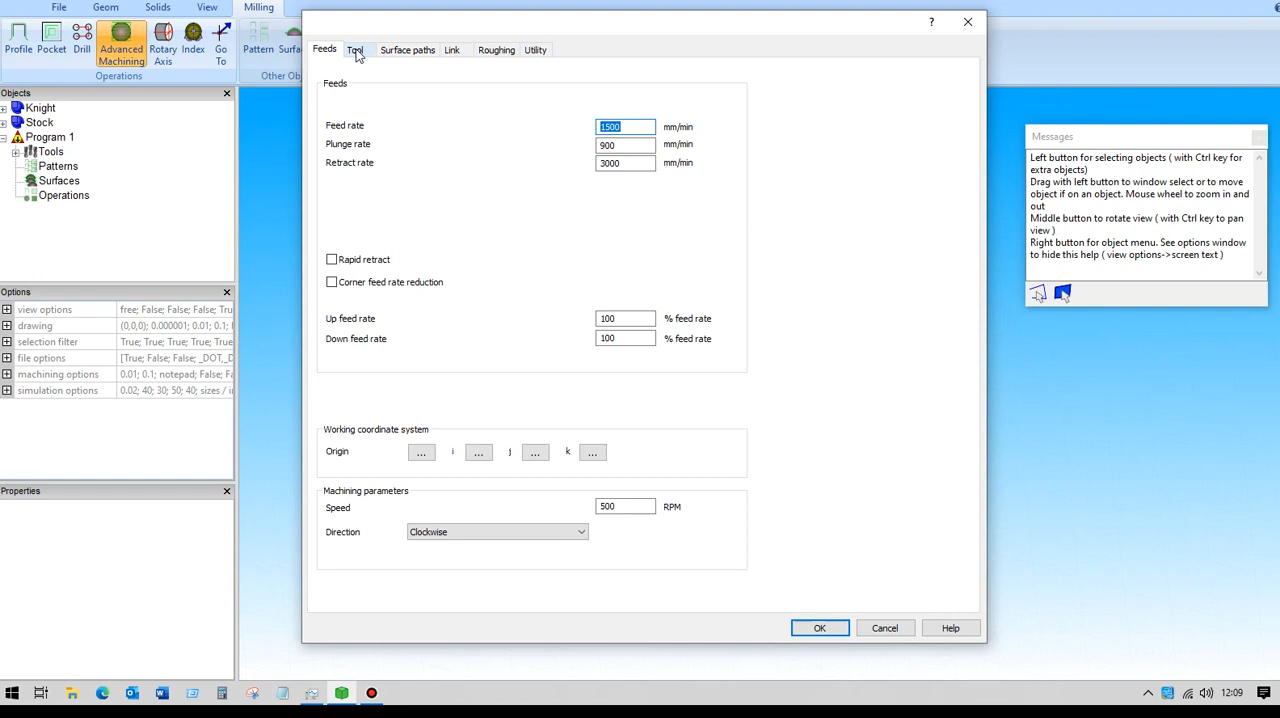 File Geom Solids View Milling
Profile Pocket Drill Advanced Machining Rotary Axis Index Go To Pattern
Operations
Objects
Knight
Stock
Program 1
Tools
Patterns
Surfaces
Operations
Options
view options free; False; False; False; Tru
drawing (0,0,0); 0.000001; 0.01; 0.1;
selection filter True; True; True; True; True; T
file options [True; False; False; _DOT,_D
machining options 0.01; 0.1; notepad; False; Fals
simulation options 0.02; 40; 30; 50; 40; sizes / i
Properties
?
Feeds Tool Surface paths Link Roughing Utility
Feeds
Feed rate 1500 mm/min
Plunge rate 900 mm/min
Retract rate 3000 mm/min
Rapid retract
Corner feed rate reduction
Up feed rate 100 % feed rate
Down feed rate 100 % feed rate
Working coordinate system
Origin ... i ... j ... k ...
Machining parameters
Speed 500 RPM
Direction Clockwise
OK Cancel Help
Messages
Left button for selecting objects ( with Ctrl key for
extra objects)
Drag with left button to window select or to move
object if on an object. Mouse wheel to zoom in and
out
Middle button to rotate view ( with Ctrl key to pan
view )
Right button for object menu. See options window
to hide this help ( view options->screen text )
12:09